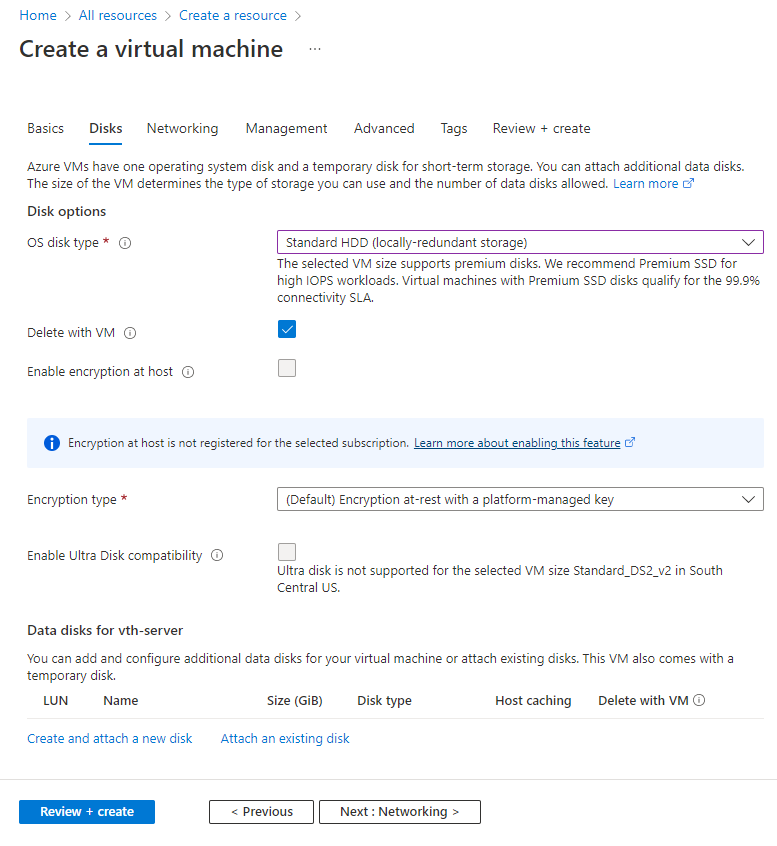 Home > All resources > Create a resource >
Create a virtual machine ...
Basics Disks Networking Management Advanced Tags Review + create
Azure VMs have one operating system disk and a temporary disk for short-term storage. You can attach additional data disks.
The size of the VM determines the type of storage you can use and the number of data disks allowed. Learn more
Disk options
OS disk type * Standard HDD (locally-redundant storage)
The selected VM size supports premium disks. We recommend Premium SSD for
high IOPS workloads. Virtual machines with Premium SSD disks qualify for the 99.9%
connectivity SLA.
Delete with VM
Enable encryption at host
Encryption at host is not registered for the selected subscription. Learn more about enabling this feature
Encryption type * (Default) Encryption at-rest with a platform-managed key
Enable Ultra Disk compatibility
Ultra disk is not supported for the selected VM size Standard_DS2_v2 in South
Central US.
Data disks for vth-server
You can add and configure additional data disks for your virtual machine or attach existing disks. This VM also comes with a
temporary disk.
LUN Name Size (GiB) Disk type Host caching Delete with VM
Create and attach a new disk Attach an existing disk
Review + create < Previous Next : Networking >